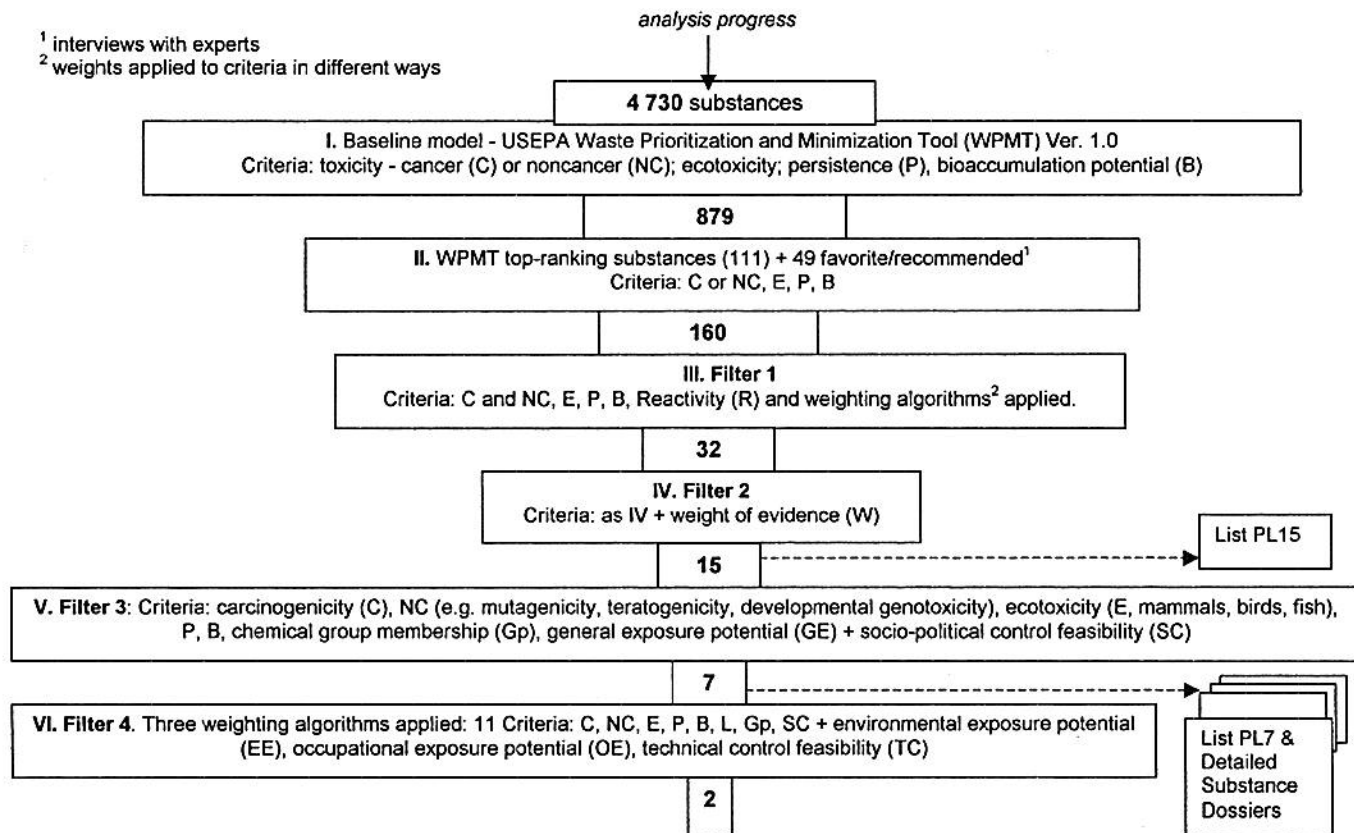 analysis progress
¹ interviews with experts
² weights applied to criteria in different ways
4 730 substances
I. Baseline model - USEPA Waste Prioritization and Minimization Tool (WPMT) Ver. 1.0
Criteria: toxicity - cancer (C) or noncancer (NC); ecotoxicity; persistence (P), bioaccumulation potential (B)
879
II. WPMT top-ranking substances (111) + 49 favorite/recommended¹
Criteria: C or NC, E, P, B
160
III. Filter 1
Criteria: C and NC, E, P, B, Reactivity (R) and weighting algorithms² applied.
32
IV. Filter 2
Criteria: as IV + weight of evidence (W)
15
List PL15
V. Filter 3: Criteria: carcinogenicity (C), NC (e.g. mutagenicity, teratogenicity, developmental genotoxicity), ecotoxicity (E, mammals, birds, fish),
P, B, chemical group membership (Gp), general exposure potential (GE) + socio-political control feasibility (SC)
7
VI. Filter 4. Three weighting algorithms applied: 11 Criteria: C, NC, E, P, B, L, Gp, SC + environmental exposure potential
(EE), occupational exposure potential (OE), technical control feasibility (TC)
List PL7 &
Detailed
Substance
Dossiers
2